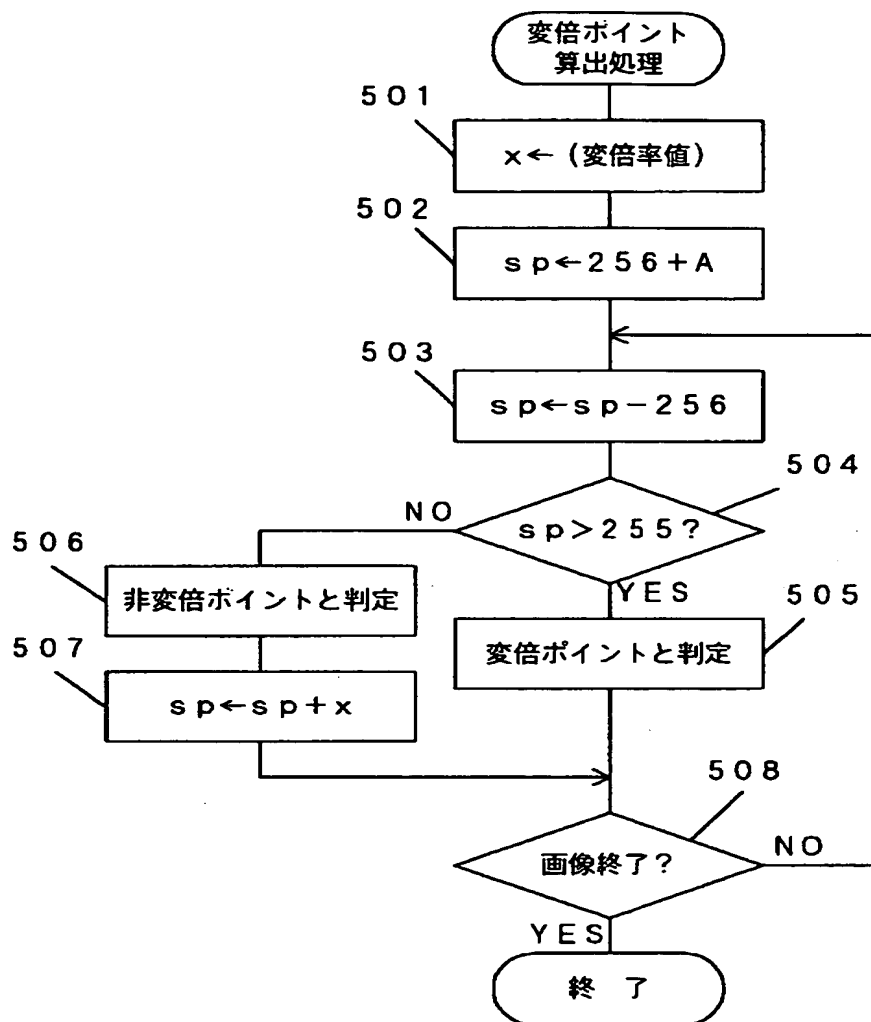 変倍ポイント
算出処理
501
x←(変倍率値)
502
sp←256+A
503
sp←sp-256
504
NO
sp>255?
506
非変倍ポイントと判定
YES
505
変倍ポイントと判定
507
sp←sp+x
508
画像終了?
NO
YES
終 了